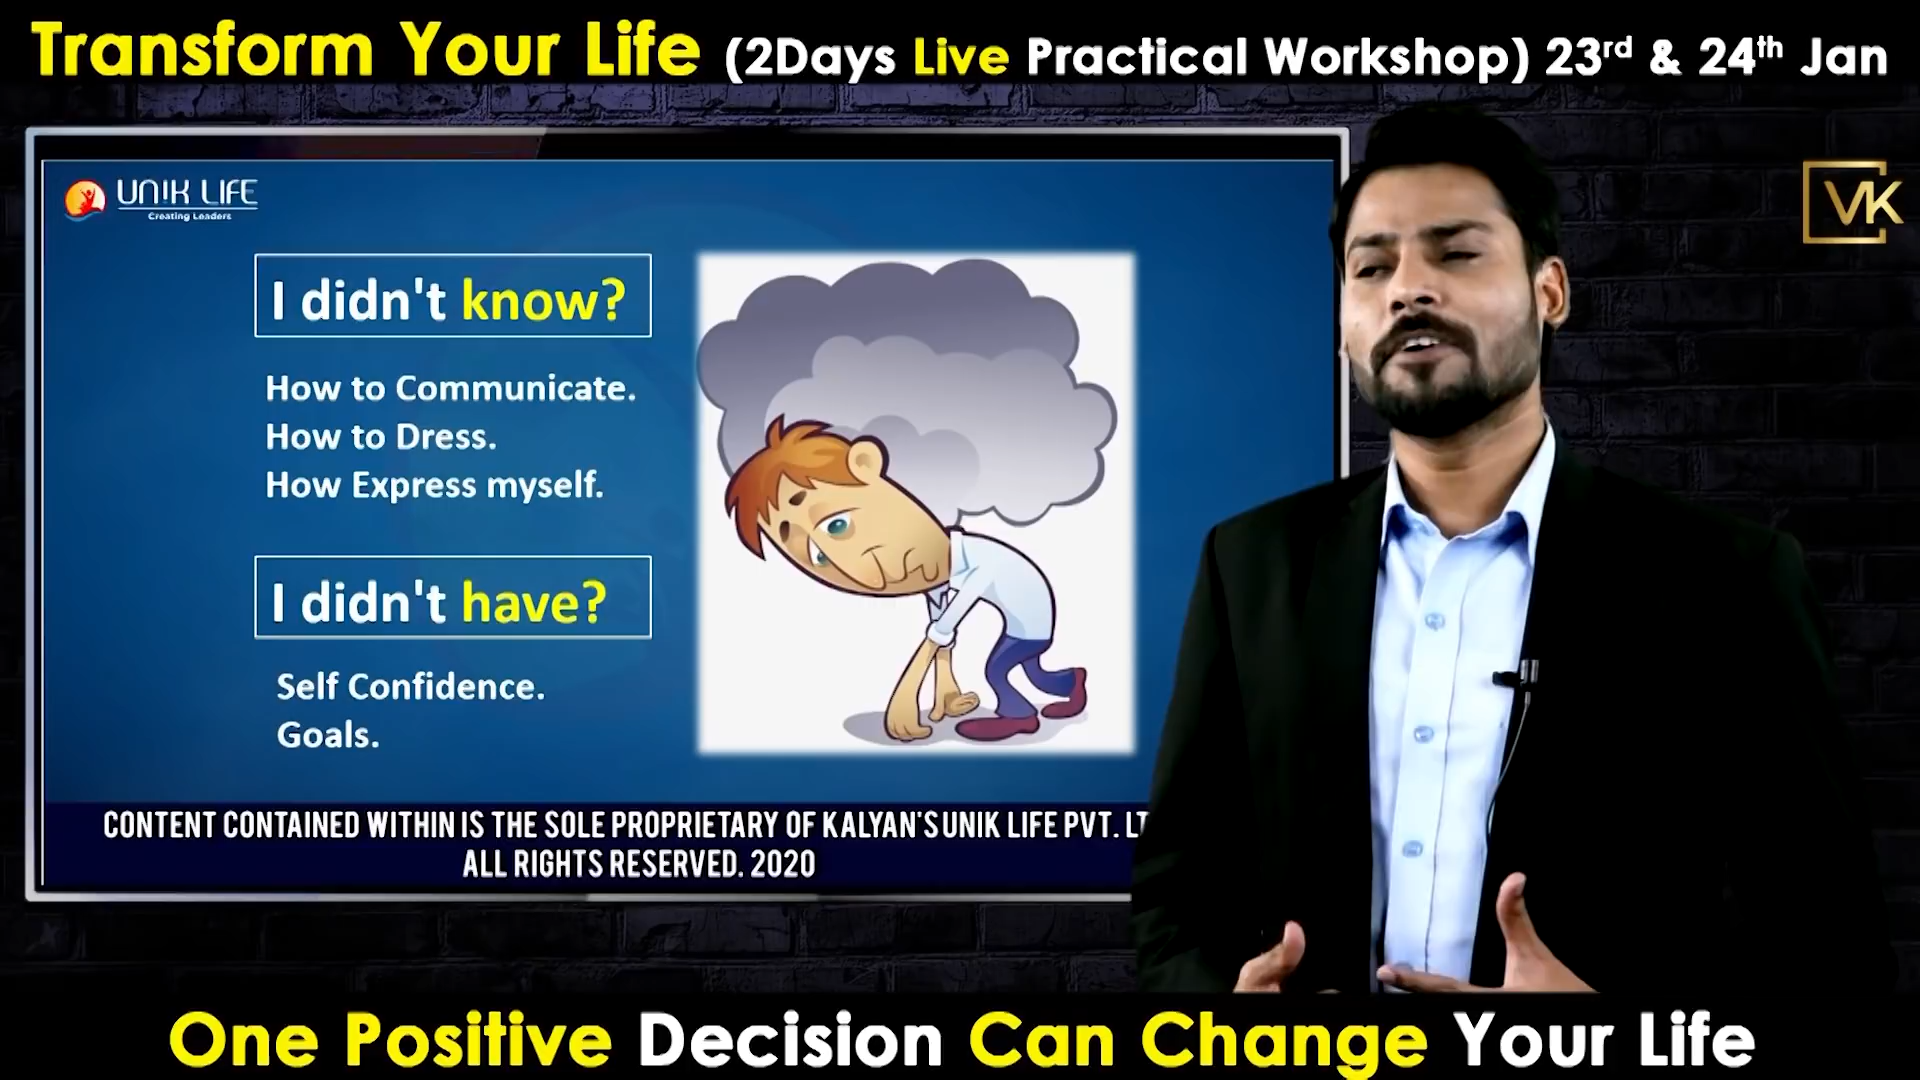 Transform Your Life (2Days Live Practical Workshop) 23rd & 24th Jan
UN!K LIFE
Creating Leaders
VK
I didn't know?
How to Communicate.
How to Dress.
How Express myself.
I didn't have?
Self Confidence.
Goals.
CONTENT CONTAINED WITHIN IS THE SOLE PROPRIETARY OF KALYAN'S UNIK LIFE PVT. LT
ALL RIGHTS RESERVED. 2020
One Positive Decision Can Change Your Life